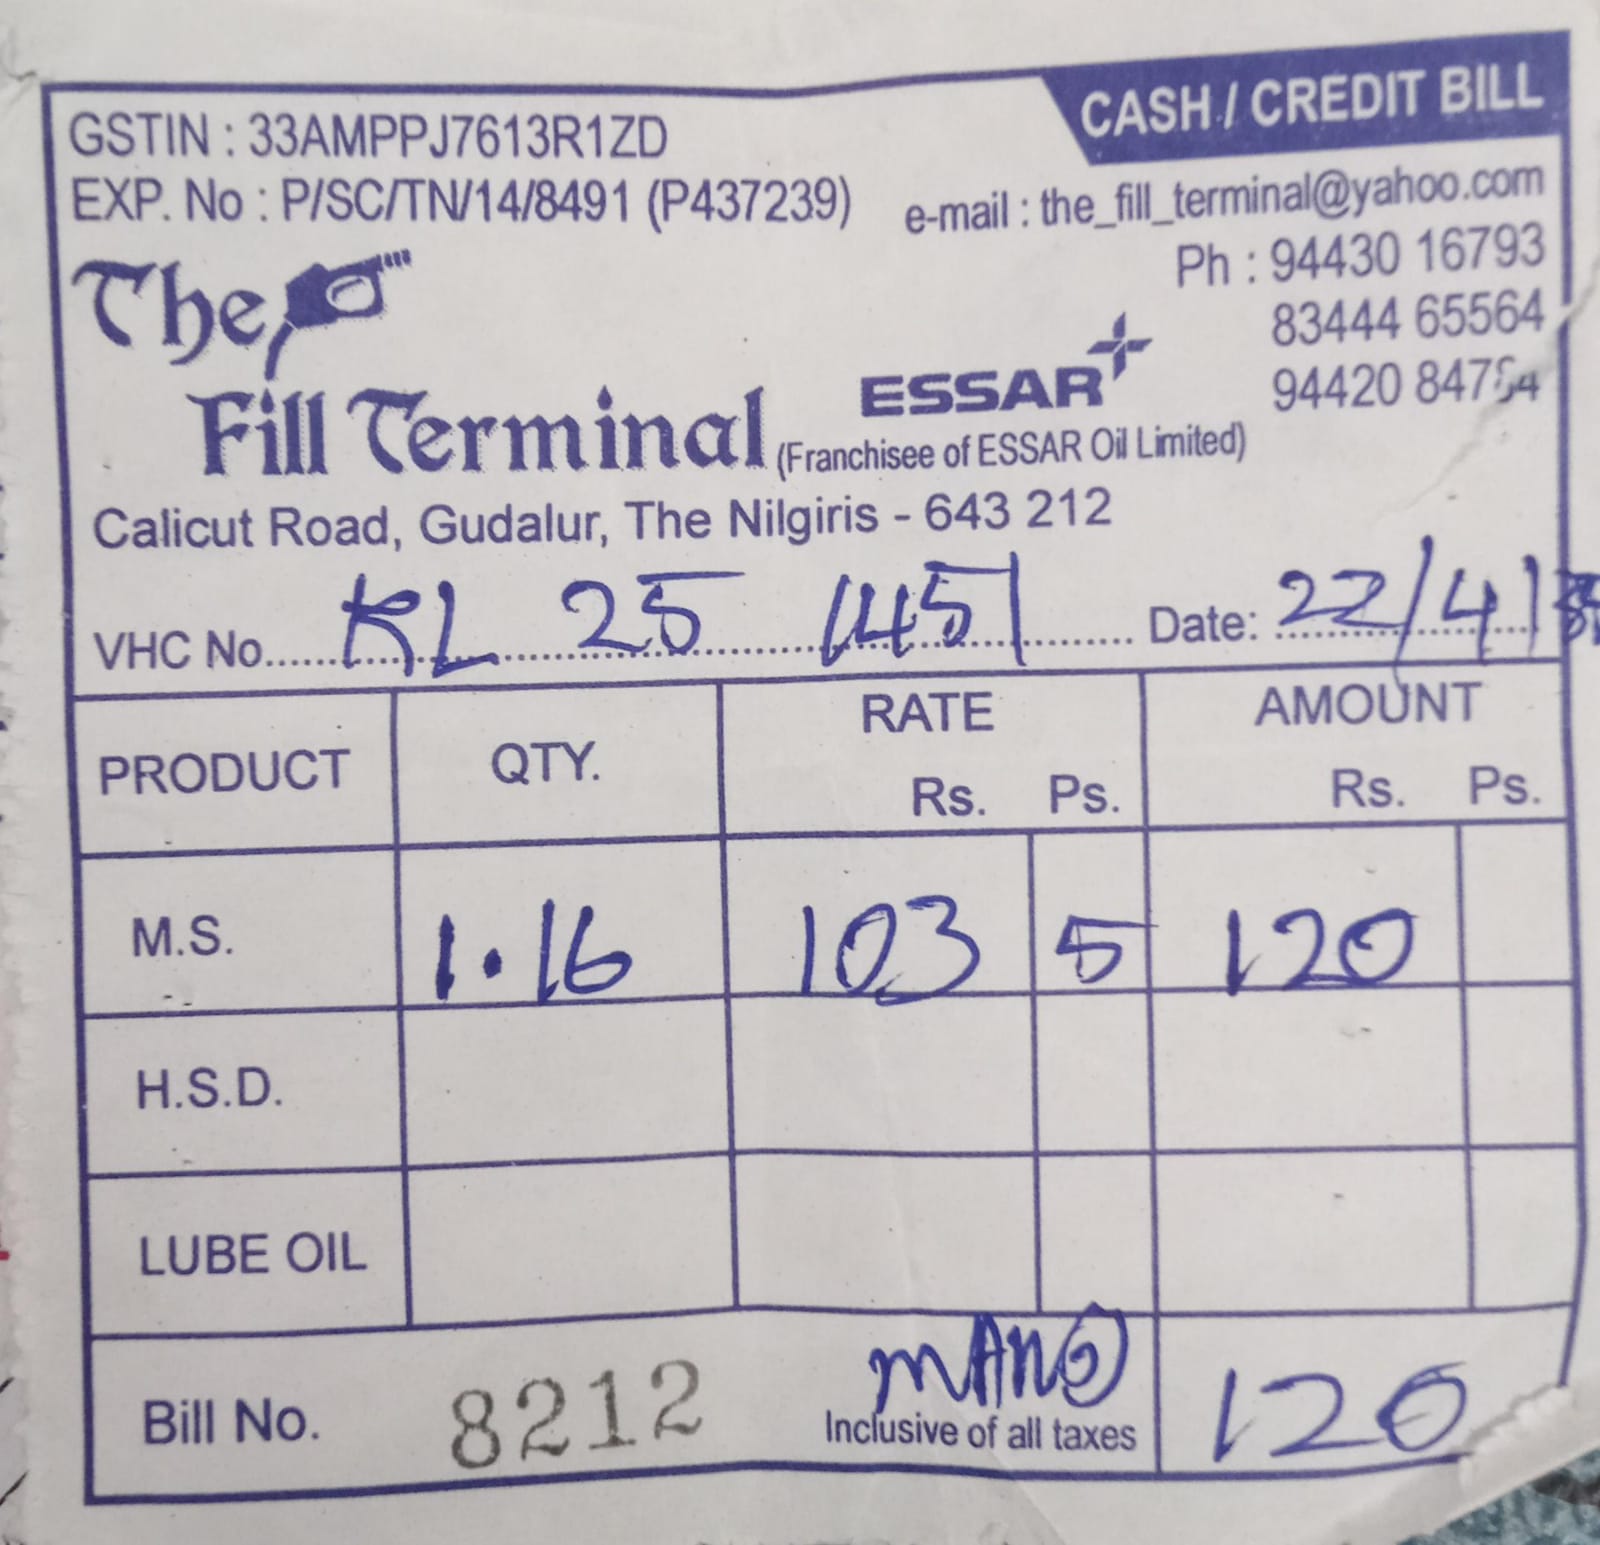 CASH / CREDIT BILL
GSTIN : 33AMPPJ7613R1ZD
EXP. No : P/SC/TN/14/8491 (P437239)
e-mail : the_fill_terminal@yahoo.com
Ph : 94430 16793
83444 65564
94420
The
Fill Terminal
ESSAR
(Franchisee of ESSAR Oil Limited)
Calicut Road, Gudalur, The Nilgiris - 643 212
VHC No. KL 25 1451 Date: 22/4/
PRODUCT QTY. RATE Rs. Ps. AMOUNT Rs. Ps.
M.S. 1.16 103 5 120
H.S.D.
LUBE OIL
Bill No. 8212 Inclusive of all taxes 120